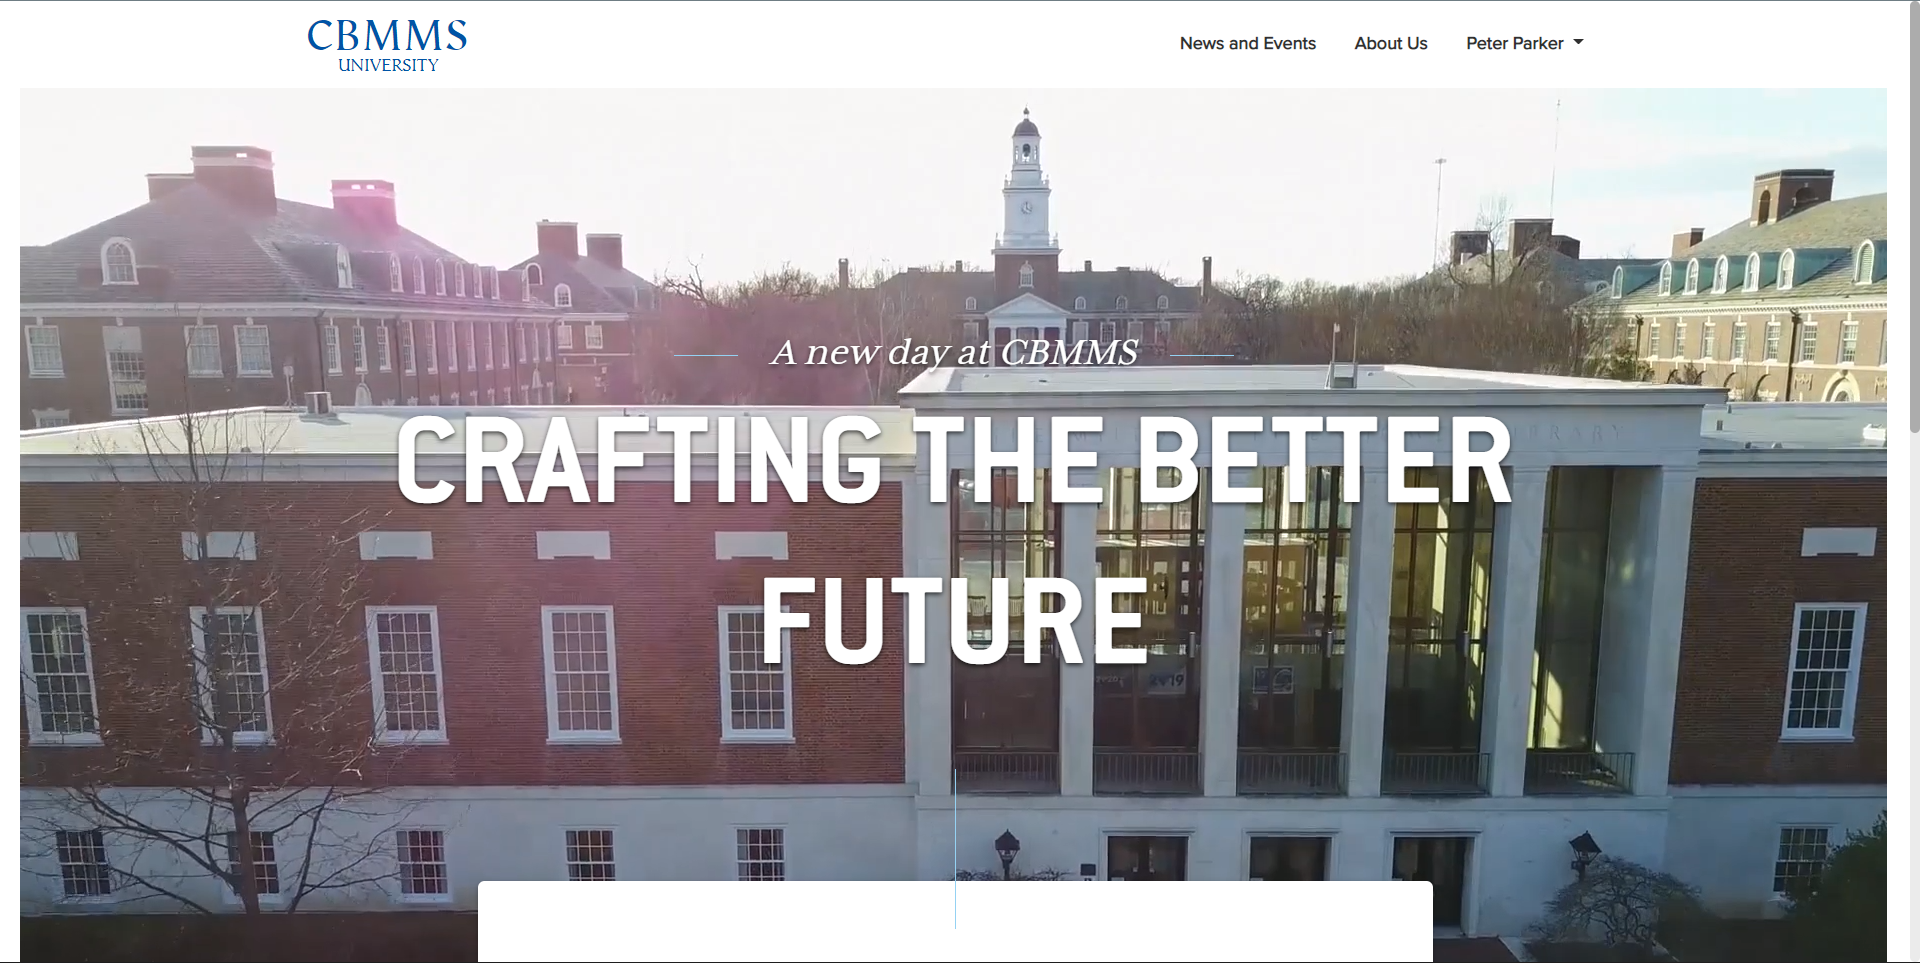 CBMMS
UNIVERSITY
News and Events
About Us
Peter Parker
A new day at CBMMS
CRAFTING THE BETTER
FUTURE